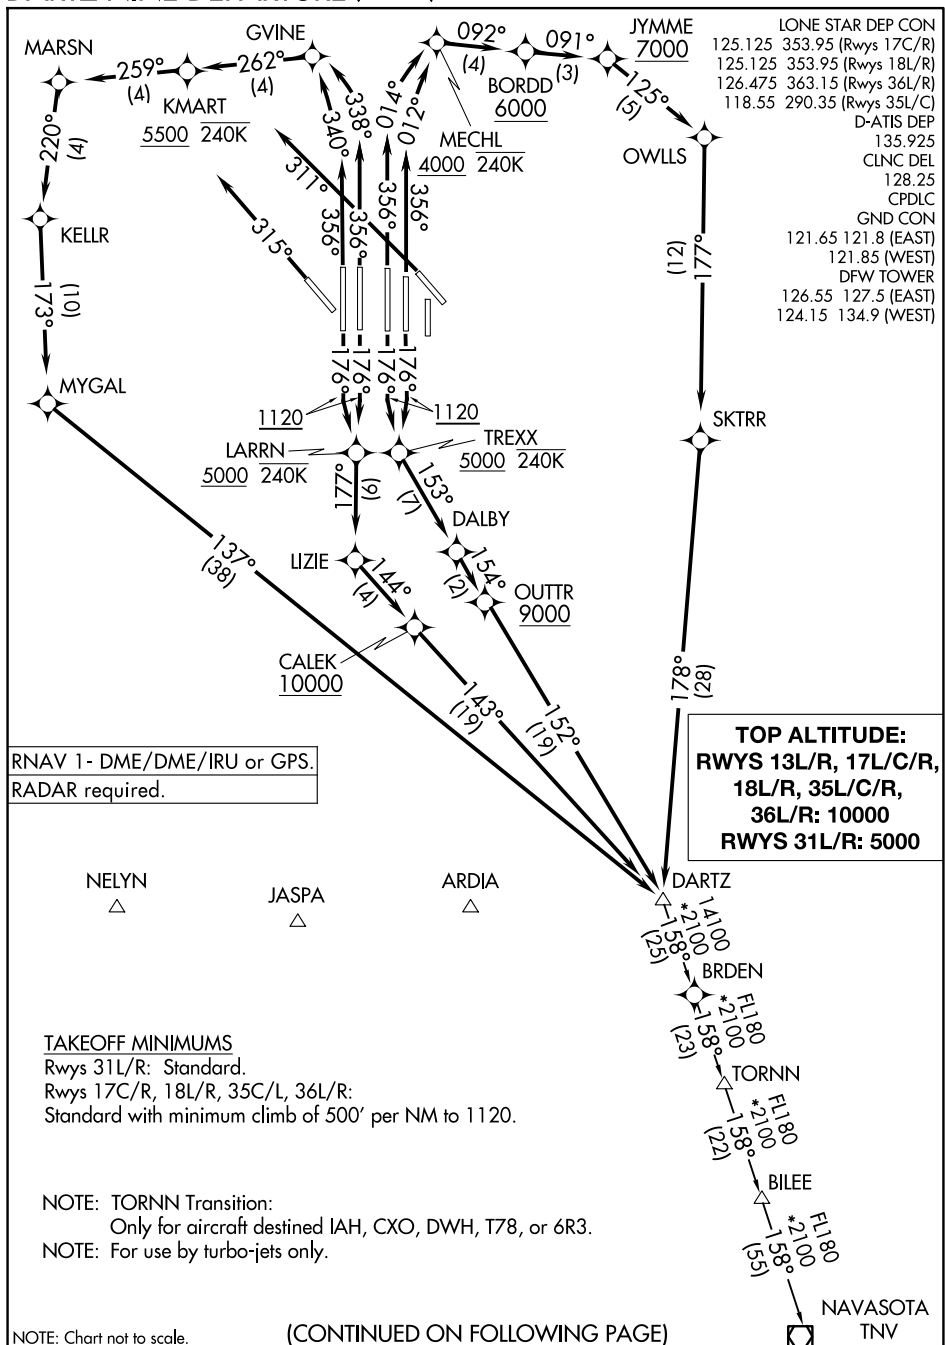 MARSN
GVINE
JYMME
7000
259°
(4)
262°
(4)
KMART
5500 240K
092°
(4)
091°
(3)
BORDD
6000
125°
(5)
MECHL
4000 240K
OWLLS
LONE STAR DEP CON
125.125 353.95 (Rwys 17C/R)
125.125 353.95 (Rwys 18L/R)
126.475 363.15 (Rwys 36L/R)
118.55 290.35 (Rwys 35L/C)
D-ATIS DEP
135.925
CLNC DEL
128.25
CPDLC
GND CON
121.65 121.8 (EAST)
121.85 (WEST)
DFW TOWER
126.55 127.5 (EAST)
124.15 134.9 (WEST)
220°
(4)
KELLR
340°
338°
014°
012°
311°
315°
356°
356°
356°
356°
177°
(12)
173°
(10)
MYGAL
176°
176°
176°
176°
1120
1120
LARRN
5000 240K
TREXX
5000 240K
SKTRR
177°
(9)
153°
(7)
DALBY
LIZIE
144°
(4)
154°
(2)
OUTTR
9000
137°
(38)
CALEK
10000
143°
(19)
152°
(19)
178°
(28)
RNAV 1- DME/DME/IRU or GPS.
RADAR required.
TOP ALTITUDE:
RWYS 13L/R, 17L/C/R,
18L/R, 35L/C/R,
36L/R: 10000
RWYS 31L/R: 5000
NELYN
JASPA
ARDIA
DARTZ
14100
*2100
158°
(25)
BRDEN
FL180
*2100
158°
(23)
TORNN
FL180
*2100
158°
(22)
BILEE
FL180
*2100
158°
(55)
NAVASOTA
TNV
TAKEOFF MINIMUMS
Rwys 31L/R: Standard.
Rwys 17C/R, 18L/R, 35C/L, 36L/R:
Standard with minimum climb of 500' per NM to 1120.
NOTE: TORNN Transition:
Only for aircraft destined IAH, CXO, DWH, T78, or 6R3.
NOTE: For use by turbo-jets only.
NOTE: Chart not to scale.
(CONTINUED ON FOLLOWING PAGE)